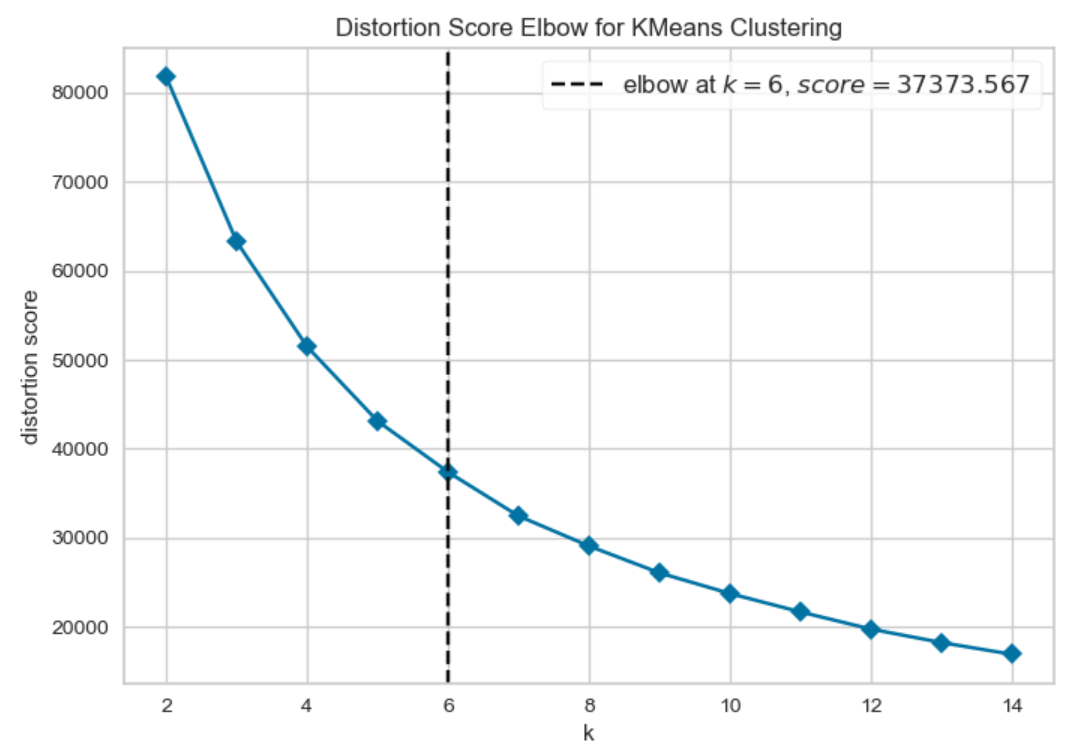 Distortion Score Elbow for KMeans Clustering
elbow at k = 6, score = 37373.567
80000
70000
60000
50000
40000
30000
20000
distortion score
2 4 6 8 10 12 14
k